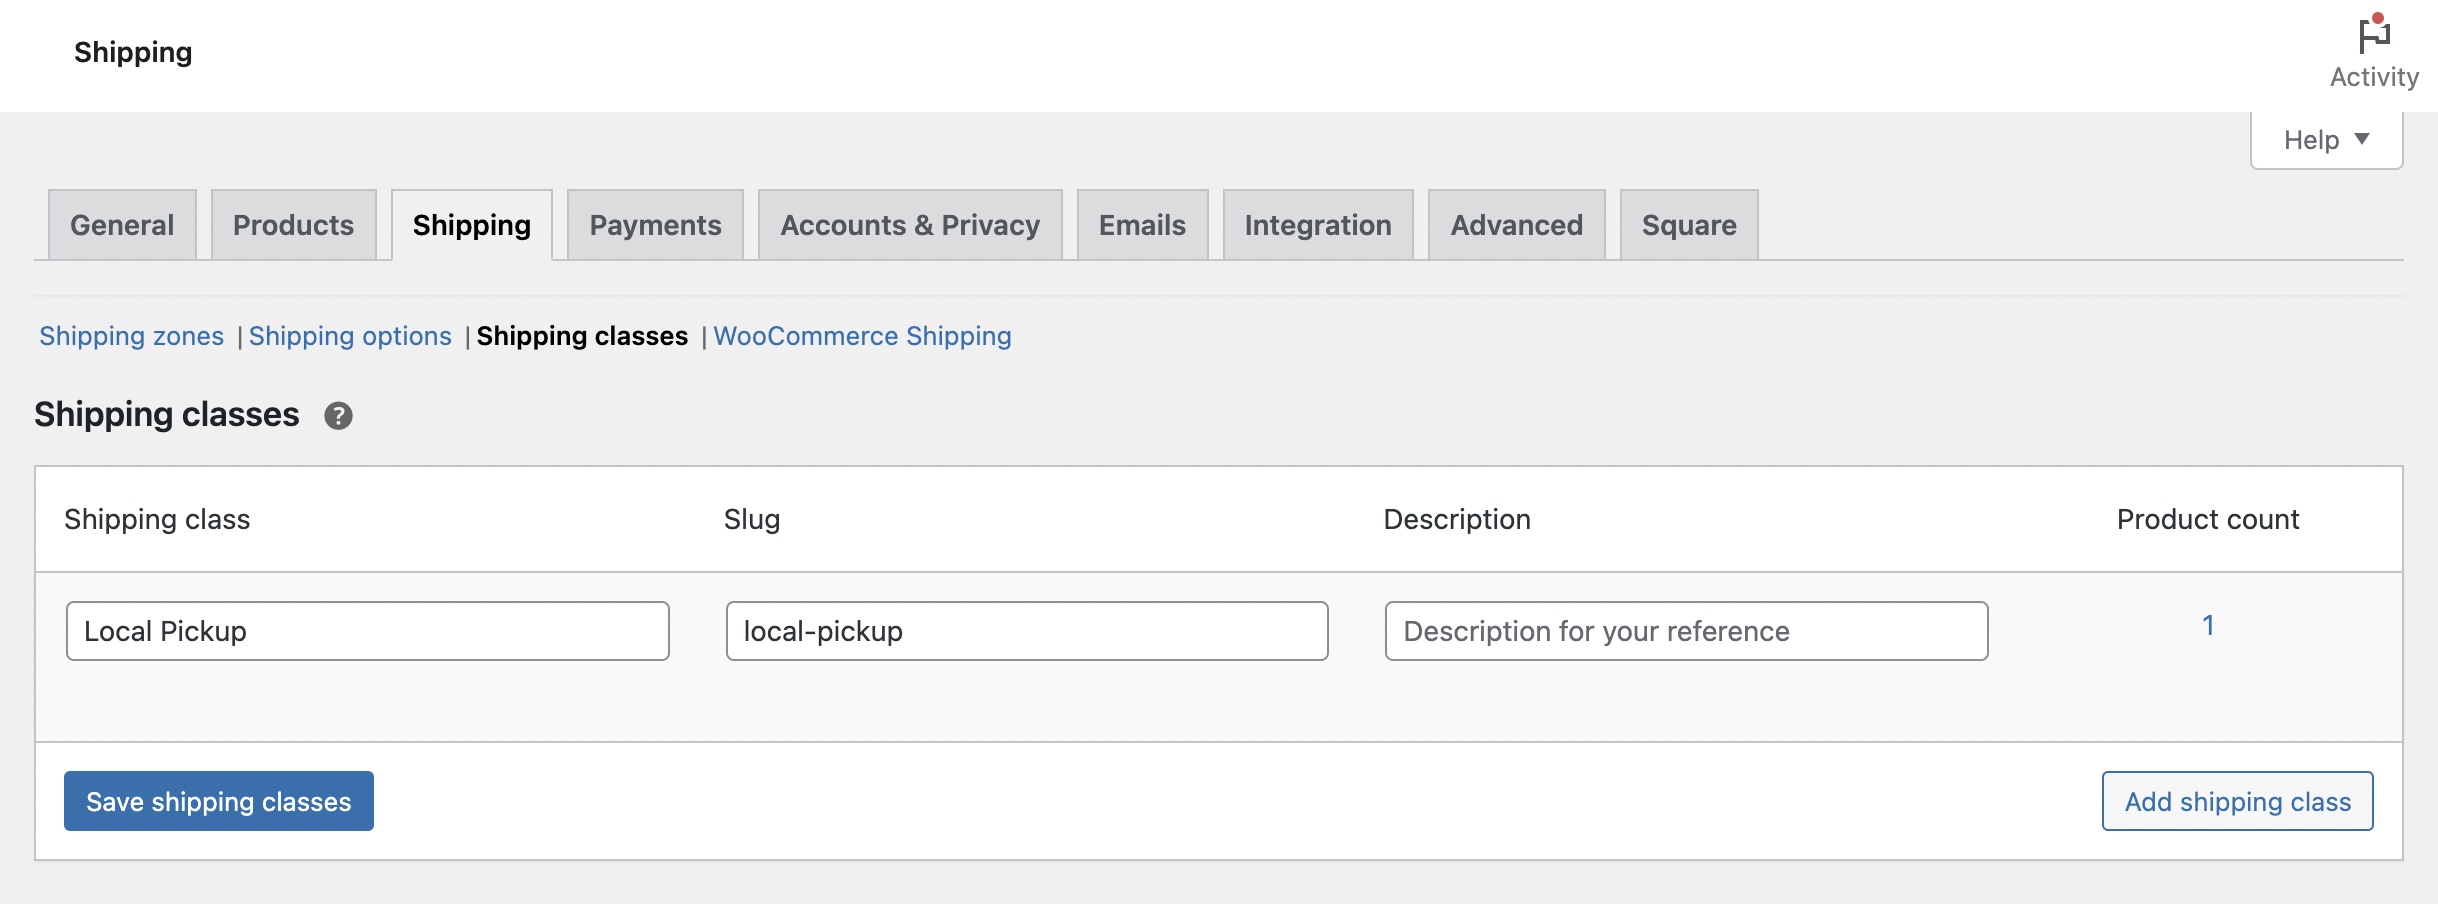 Shipping
Activity
Help
General Products Shipping Payments Accounts & Privacy Emails Integration Advanced Square
Shipping zones | Shipping options | Shipping classes | WooCommerce Shipping
Shipping classes ?
Shipping class Slug Description Product count
Local Pickup local-pickup Description for your reference 1
Save shipping classes Add shipping class